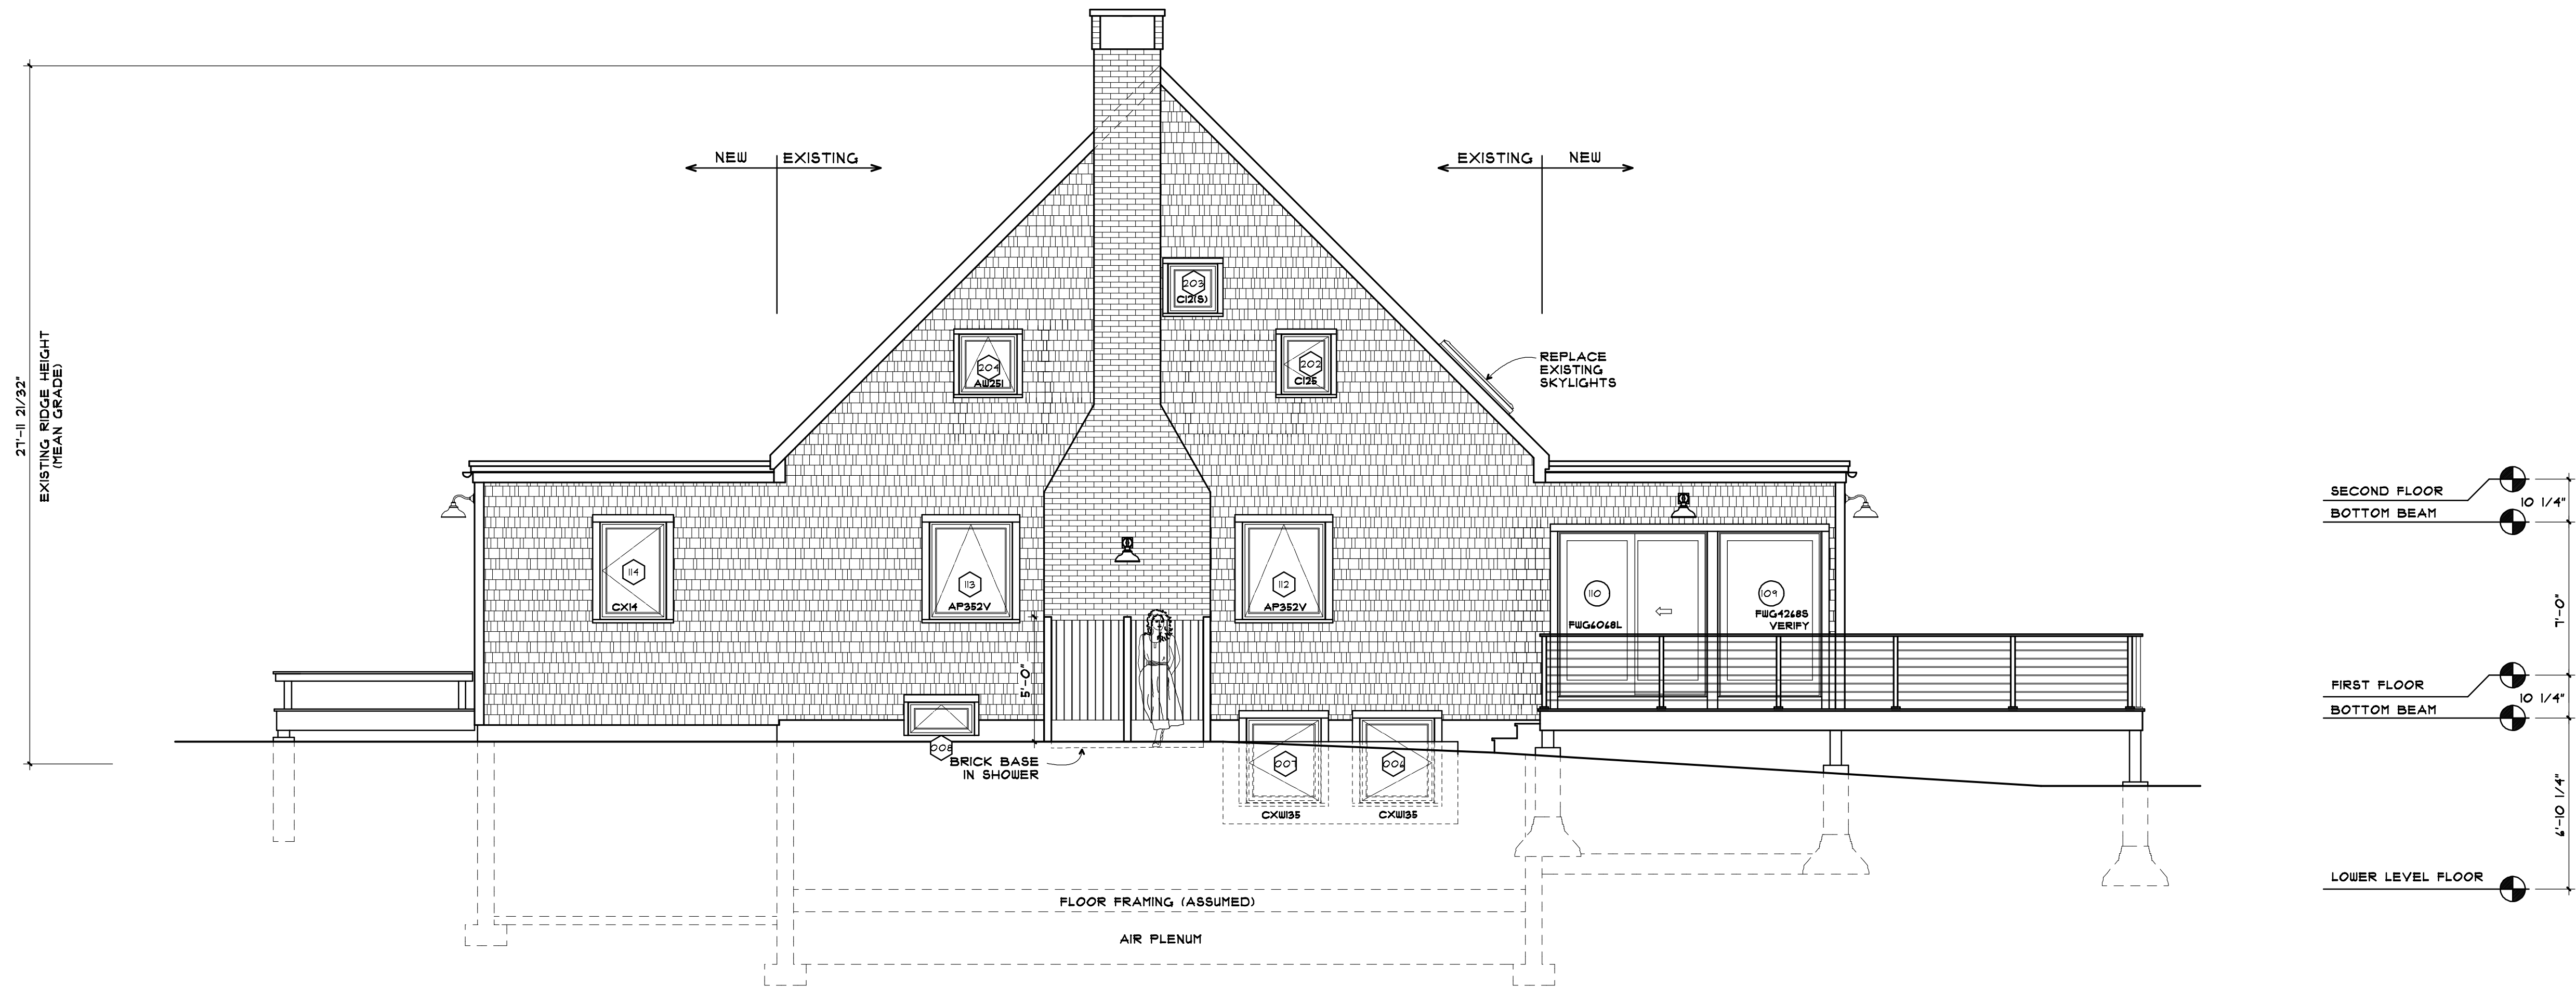 NEW EXISTING
EXISTING NEW
27'-11 21/32"
EXISTING RIDGE HEIGHT
(MEAN GRADE)
203
C12(S)
204
AW251
202
C125
REPLACE
EXISTING
SKYLIGHTS
114
CX14
113
AP352V
112
AP352V
110
FWG6068L
109
FWG4268S
VERIFY
5'-0"
008
BRICK BASE
IN SHOWER
007
CXW135
006
CXW135
FLOOR FRAMING (ASSUMED)
AIR PLENUM
SECOND FLOOR
10 1/4"
BOTTOM BEAM
7'-0"
FIRST FLOOR
10 1/4"
BOTTOM BEAM
6'-10 1/4"
LOWER LEVEL FLOOR